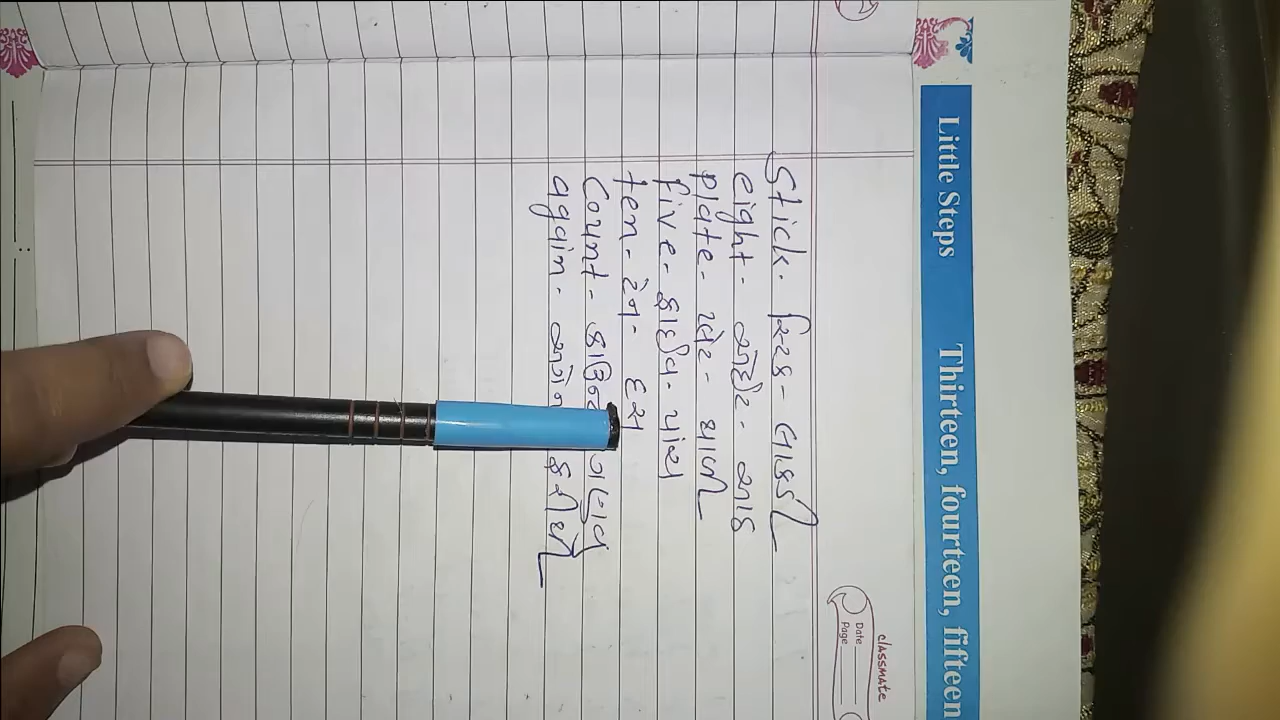 Little Steps Thirteen, fourteen, fifteen
classmate
Date
Page
Stick. સ્ટિક - લાકડી
eight - એઈટ - આઠ
plate - પ્લેટ - થાળી
five - ફાઈવ - પાંચ
ten - ટેન - દસ
Count - ગણવું
again - ફરીથી